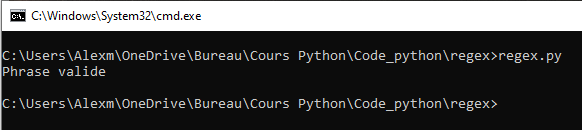 C:\Windows\System32\cmd.exe
C:\Users\Alexm\OneDrive\Bureau\Cours Python\Code_python\regex>regex.py
Phrase valide
C:\Users\Alexm\OneDrive\Bureau\Cours Python\Code_python\regex>